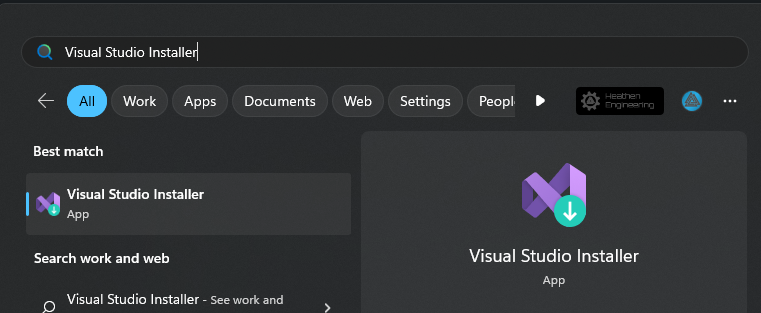 Visual Studio Installer
All Work Apps Documents Web Settings Peopl
Heathen
Engineering
Best match
Visual Studio Installer
App
Search work and web
Visual Studio Installer - See work and
Visual Studio Installer
App